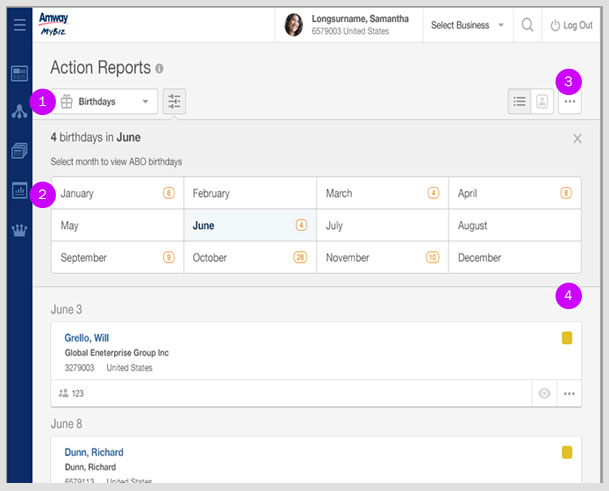 Amway
MYBIZ
Longsurname, Samantha
6579003 United States
Select Business
Log Out
Action Reports
3
1
Birthdays
4 birthdays in June
Select month to view ABO birthdays
2
January 6
February
March 4
April 6
May
June 4
July
August
September 9
October 28
November 10
December
4
June 3
Grello, Will
Global Eneterprise Group Inc
3279003 United States
123
June 8
Dunn, Richard
Dunn, Richard
6579113 United States